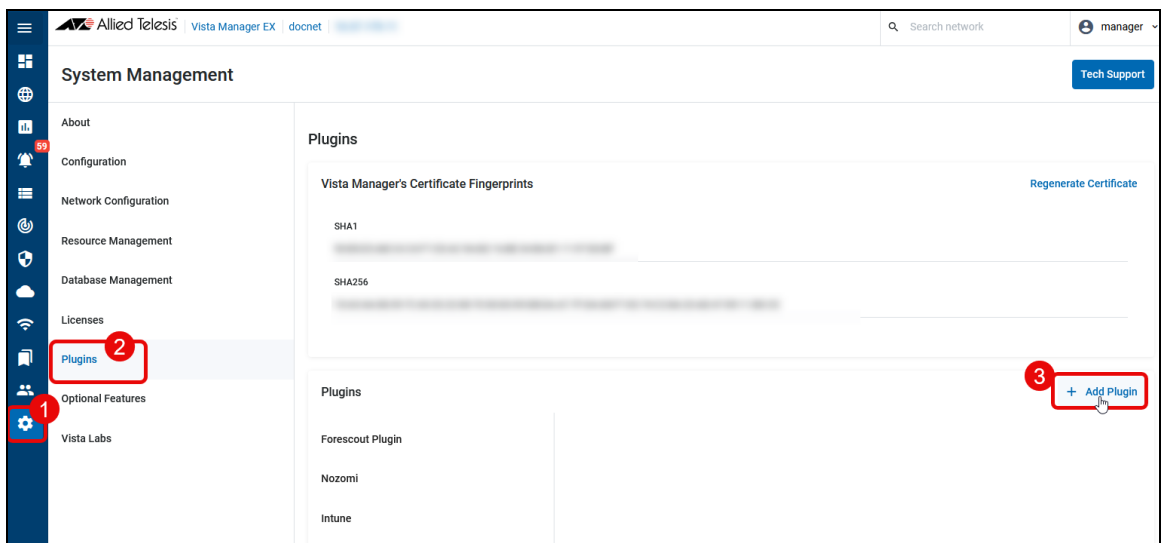 Allied Telesis Vista Manager EX docnet Search network manager
System Management Tech Support
About
Plugins
59
Configuration
Vista Manager's Certificate Fingerprints Regenerate Certificate
Network Configuration
SHA1
Resource Management
Database Management
SHA256
Licenses
2
Plugins
3
Plugins + Add Plugin
Optional Features
1
Vista Labs
Forescout Plugin
Nozomi
Intune